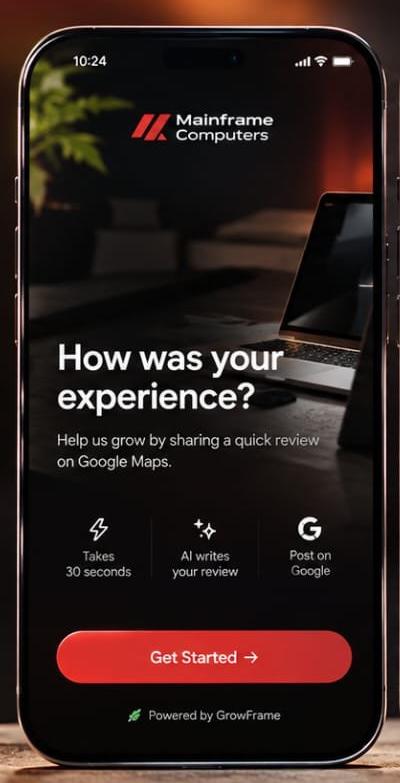 10:24
Mainframe
Computers
How was your
experience?
Help us grow by sharing a quick review
on Google Maps.
Takes
30 seconds
AI writes
your review
Post on
Google
Get Started →
Powered by GrowFrame